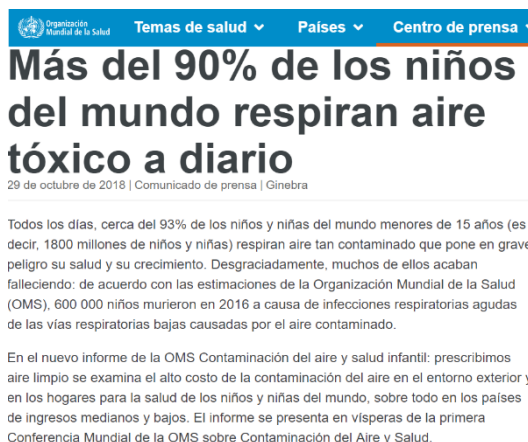 Organización
Mundial de la Salud
Temas de salud
Países
Centro de prensa
Más del 90% de los niños
del mundo respiran aire
tóxico a diario
29 de octubre de 2018 | Comunicado de prensa | Ginebra
Todos los días, cerca del 93% de los niños y niñas del mundo menores de 15 años (es
decir, 1800 millones de niños y niñas) respiran aire tan contaminado que pone en grave
peligro su salud y su crecimiento. Desgraciadamente, muchos de ellos acaban
falleciendo: de acuerdo con las estimaciones de la Organización Mundial de la Salud
(OMS), 600 000 niños murieron en 2016 a causa de infecciones respiratorias agudas
de las vías respiratorias bajas causadas por el aire contaminado.
En el nuevo informe de la OMS Contaminación del aire y salud infantil: prescribimos
aire limpio se examina el alto costo de la contaminación del aire en el entorno exterior y
en los hogares para la salud de los niños y niñas del mundo, sobre todo en los países
de ingresos medianos y bajos. El informe se presenta en vísperas de la primera
Conferencia Mundial de la OMS sobre Contaminación del Aire y Salud.